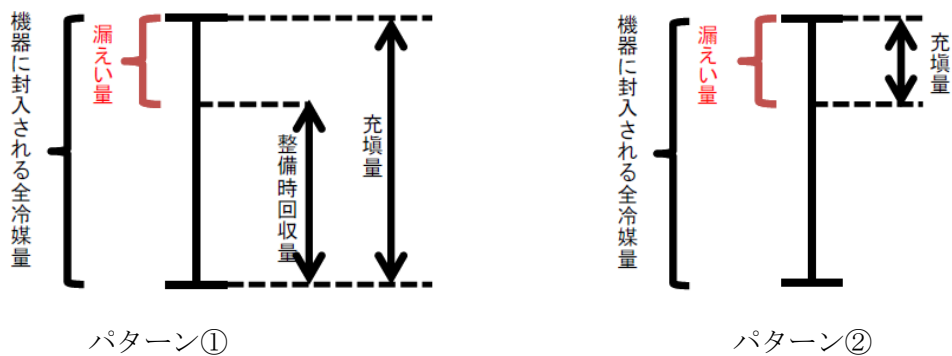 機器に封入される全冷媒量
漏えい量
整備時回収量
充塡量
パターン①
機器に封入される全冷媒量
漏えい量
充塡量
パターン②